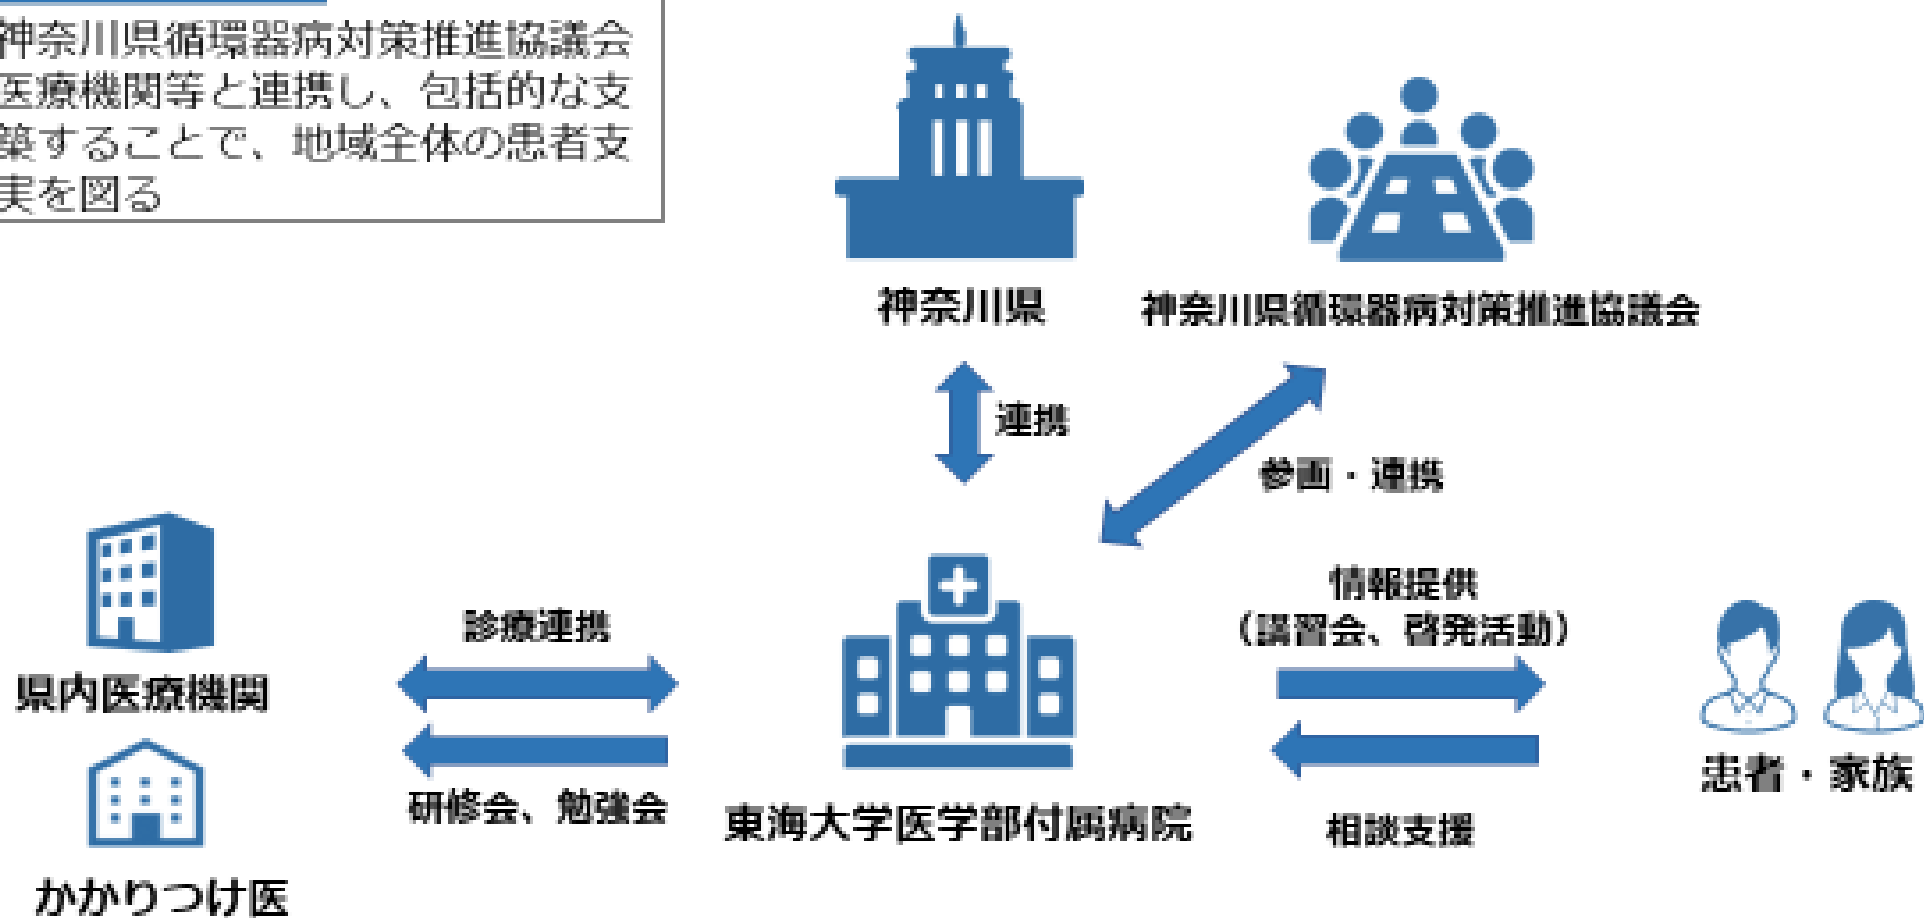 神奈川県循環器病対策推進協議会
医療機関等と連携し、包括的な支
築することで、地域全体の患者支
実を図る
神奈川県
神奈川県循環器病対策推進協議会
連携
参画・連携
県内医療機関
かかりつけ医
診療連携
研修会、勉強会
東海大学医学部付属病院
情報提供
（講習会、啓発活動）
相談支援
患者・家族